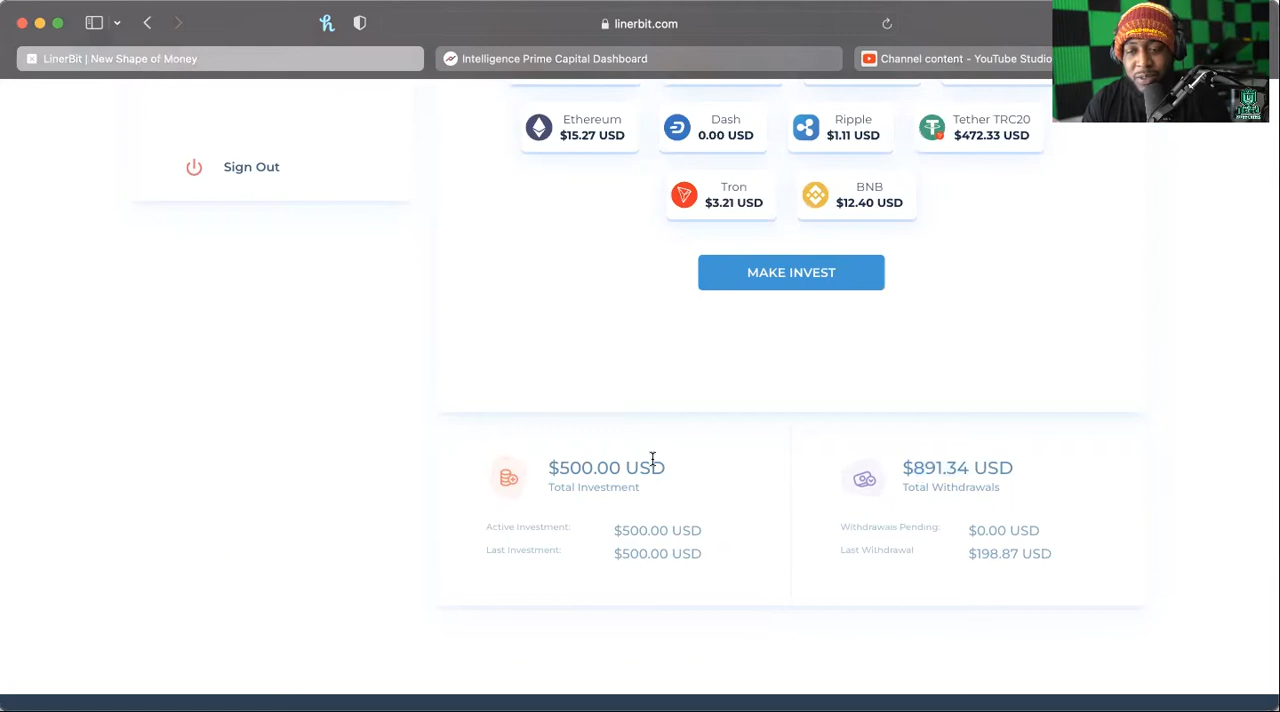 linerbit.com
LinerBit | New Shape of Money
Intelligence Prime Capital Dashboard
Channel content - YouTube Studio
Ethereum
$15.27 USD
Dash
0.00 USD
Ripple
$1.11 USD
Tether TRC20
$472.33 USD
Sign Out
Tron
$3.21 USD
BNB
$12.40 USD
MAKE INVEST
$500.00 USD
Total Investment
Active Investment: $500.00 USD
Last Investment: $500.00 USD
$891.34 USD
Total Withdrawals
Withdrawals Pending: $0.00 USD
Last Withdrawal $198.87 USD